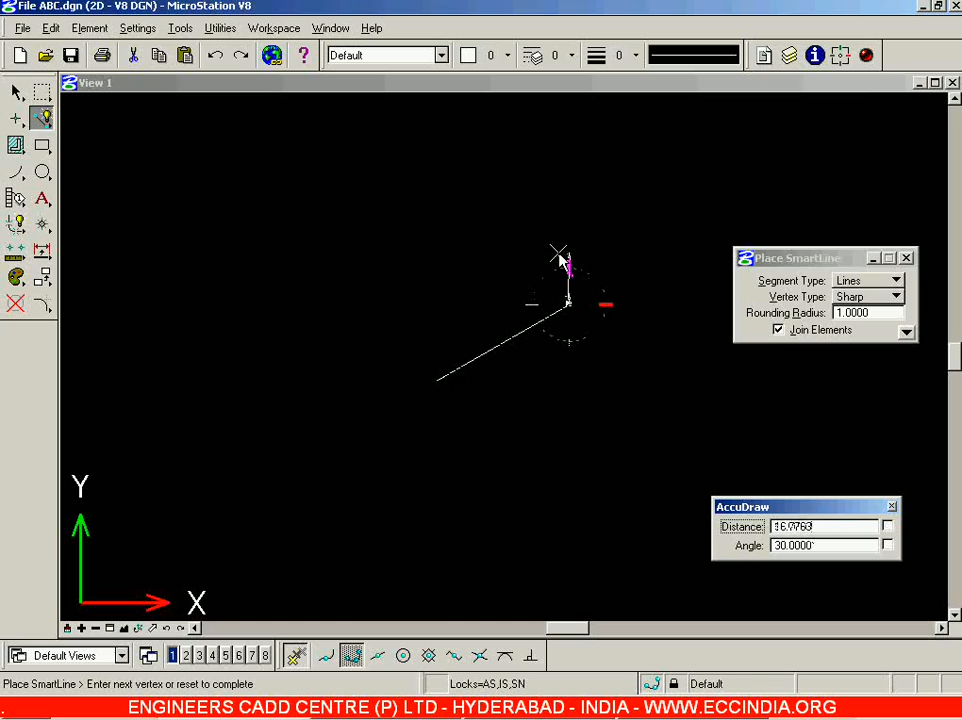 File ABC.dgn (2D - V8 DGN) - MicroStation V8
File Edit Element Settings Tools Utilities Workspace Window Help
Default 0 0 0
View 1
Place SmartLine
Segment Type: Lines
Vertex Type: Sharp
Rounding Radius: 1.0000
Join Elements
Y
X
AccuDraw
Distance:
Angle: 30.0000°
Default Views 1 2 3 4 5 6 7 8
Place SmartLine > Enter next vertex or reset to complete Locks=AS,IS,SN Default
ENGINEERS CADD CENTRE (P) LTD - HYDERABAD - INDIA - WWW.ECCINDIA.ORG